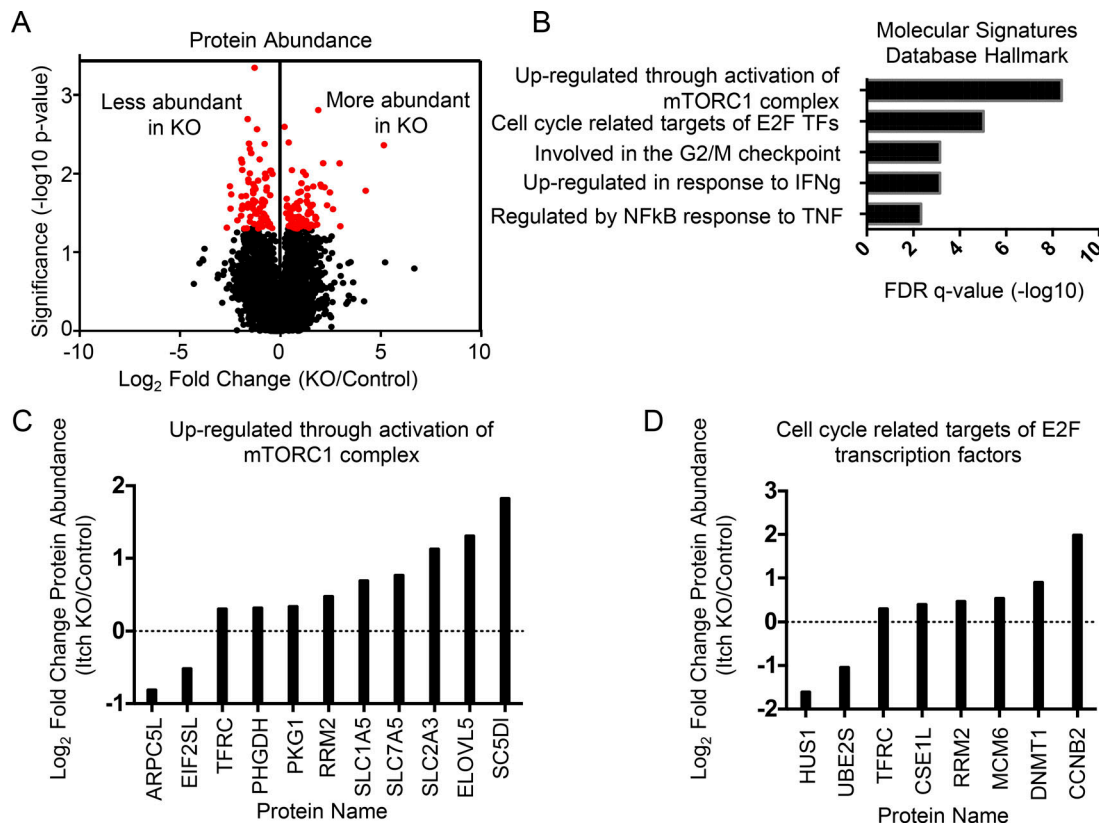 A
Protein Abundance
Less abundant
in KO
More abundant
in KO
Significance (-log10 p-value)
3
2
1
0
-10
-5
0
5
10
Log2 Fold Change (KO/Control)
B
Molecular Signatures
Database Hallmark
Up-regulated through activation of
mTORC1 complex
Cell cycle related targets of E2F TFs
Involved in the G2/M checkpoint
Up-regulated in response to IFNg
Regulated by NFkB response to TNF
0
2
4
6
8
10
FDR q-value (-log10)
C
Up-regulated through activation of
mTORC1 complex
Log2 Fold Change Protein Abundance
(Itch KO/Control)
2
1
0
-1
ARPC5L
EIF2SL
TFRC
PHGDH
PKG1
RRM2
SLC1A5
SLC7A5
SLC2A3
ELOVL5
SC5DI
Protein Name
D
Cell cycle related targets of E2F
transcription factors
Log2 Fold Change Protein Abundance
(Itch KO/Control)
3
2
1
0
-1
-2
HUS1
UBE2S
TFRC
CSE1L
RRM2
MCM6
DNMT1
CCNB2
Protein Name